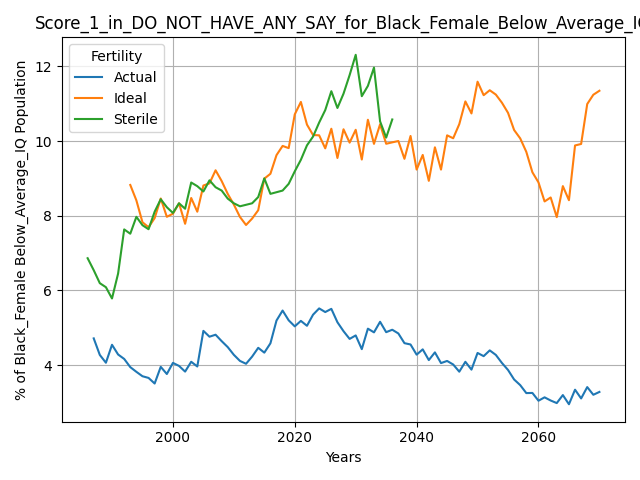 Score_1_in_DO_NOT_HAVE_ANY_SAY_for_Black_Female_Below_Average_IQ
Fertility
Actual
Ideal
Sterile
% of Black_Female Below_Average_IQ Population
12
10
8
6
4
2000
2020
2040
2060
Years